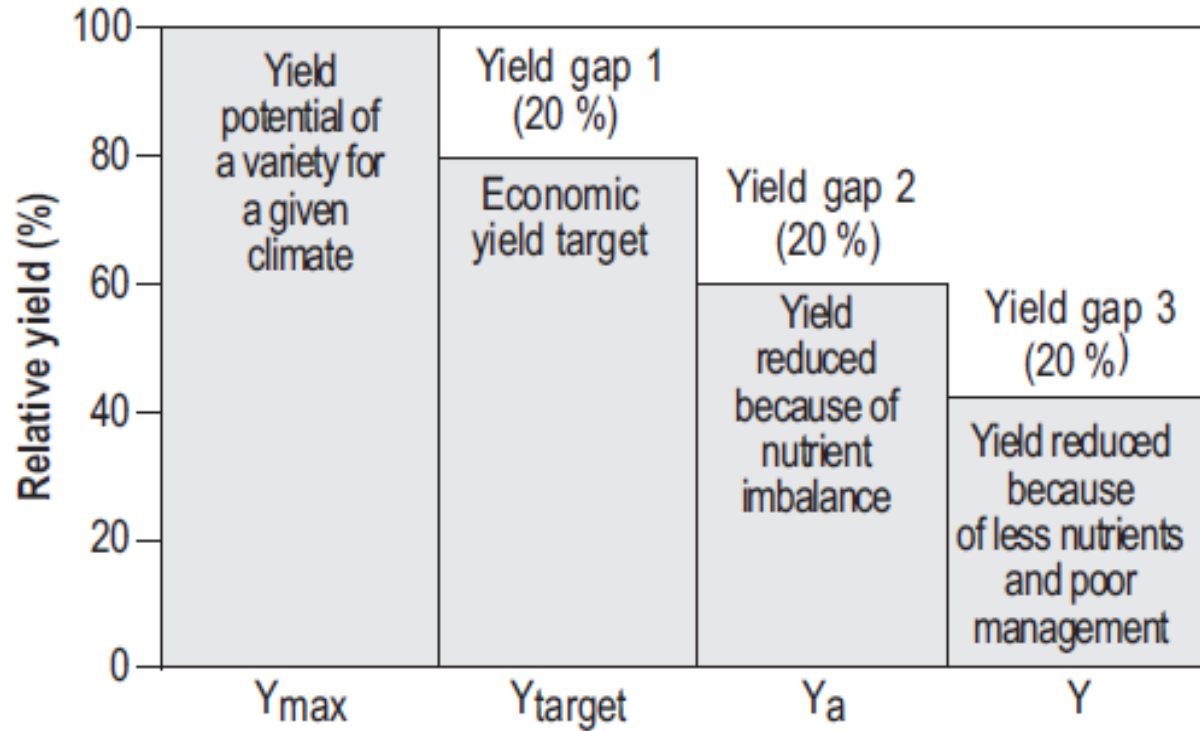 Relative yield (%)
100
80
60
40
20
0
Yield
potential of
a variety for
a given
climate
Yield gap 1
(20 %)
Economic
yield target
Yield gap 2
(20 %)
Yield
reduced
because of
nutrient
imbalance
Yield gap 3
(20 %)
Yield reduced
because
of less nutrients
and poor
management
Ymax
Ytarget
Ya
Y